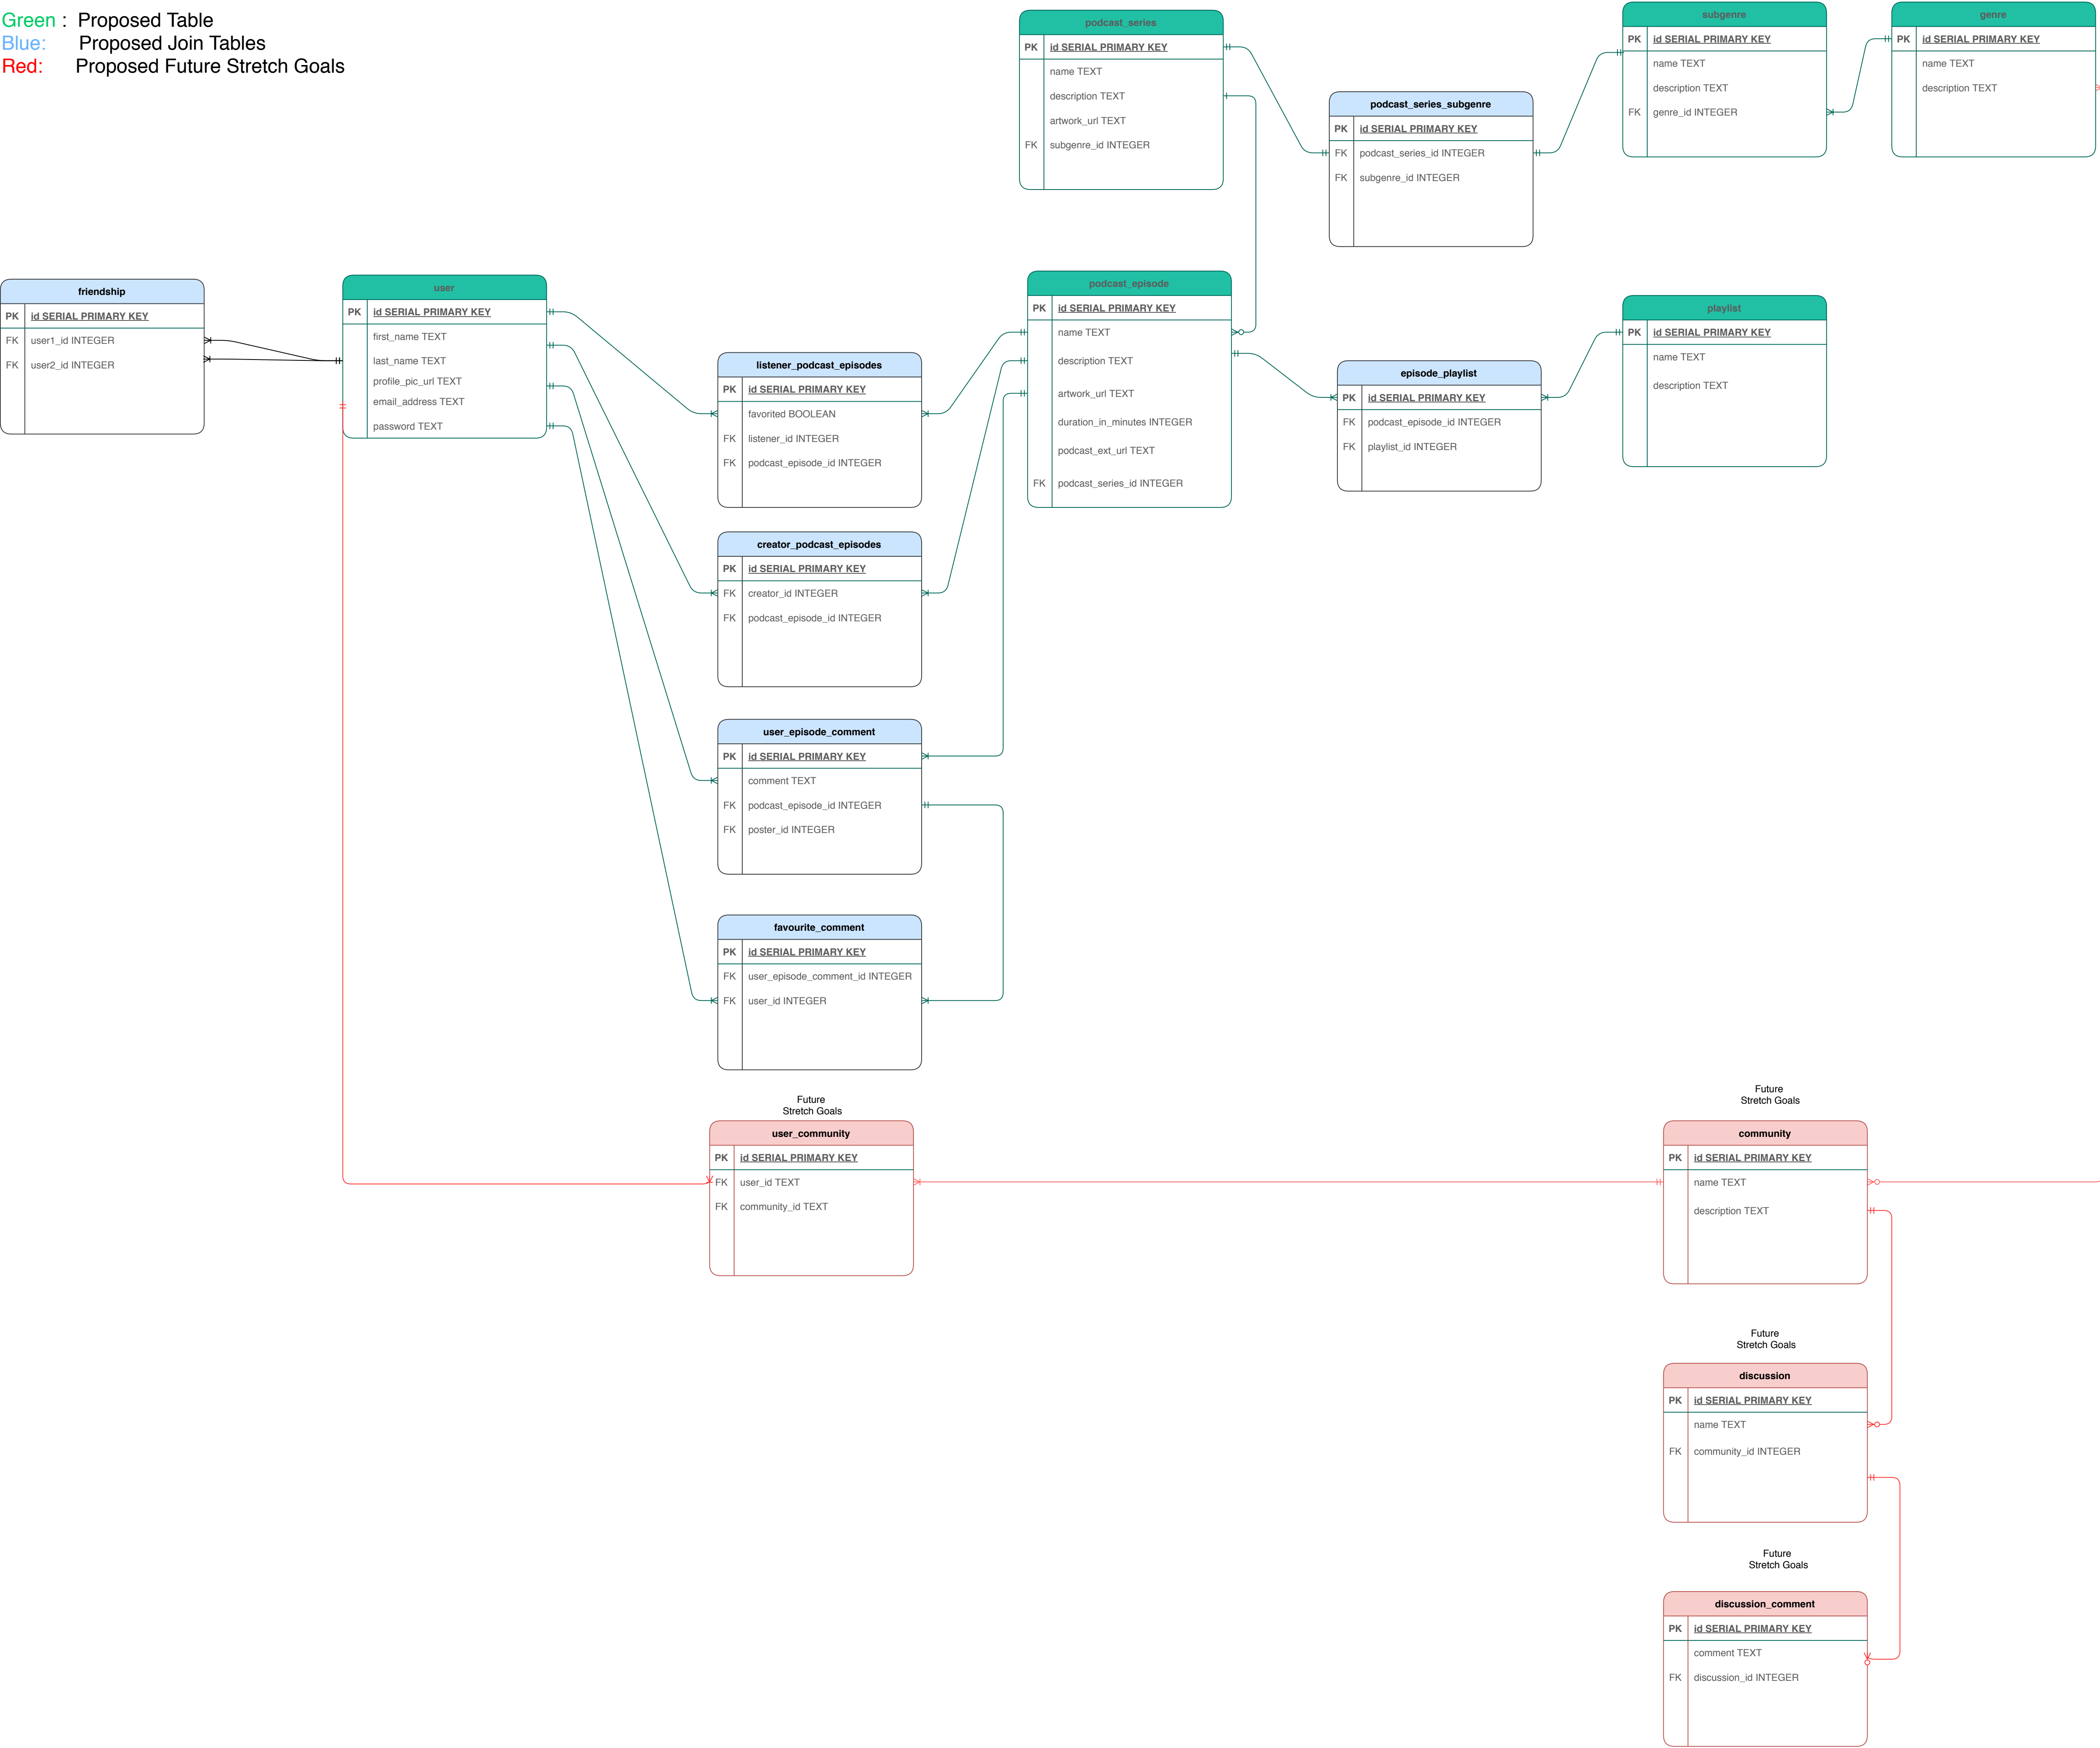 Green : Proposed Table
Blue: Proposed Join Tables
Red: Proposed Future Stretch Goals
podcast_series
PK id SERIAL PRIMARY KEY
name TEXT
description TEXT
artwork_url TEXT
FK subgenre_id INTEGER
podcast_series_subgenre
PK id SERIAL PRIMARY KEY
FK podcast_series_id INTEGER
FK subgenre_id INTEGER
subgenre
PK id SERIAL PRIMARY KEY
name TEXT
description TEXT
FK genre_id INTEGER
genre
PK id SERIAL PRIMARY KEY
name TEXT
description TEXT
friendship
PK id SERIAL PRIMARY KEY
FK user1_id INTEGER
FK user2_id INTEGER
user
PK id SERIAL PRIMARY KEY
first_name TEXT
last_name TEXT
profile_pic_url TEXT
email_address TEXT
password TEXT
listener_podcast_episodes
PK id SERIAL PRIMARY KEY
favorited BOOLEAN
FK listener_id INTEGER
FK podcast_episode_id INTEGER
podcast_episode
PK id SERIAL PRIMARY KEY
name TEXT
description TEXT
artwork_url TEXT
duration_in_minutes INTEGER
podcast_ext_url TEXT
FK podcast_series_id INTEGER
episode_playlist
PK id SERIAL PRIMARY KEY
FK podcast_episode_id INTEGER
FK playlist_id INTEGER
playlist
PK id SERIAL PRIMARY KEY
name TEXT
description TEXT
creator_podcast_episodes
PK id SERIAL PRIMARY KEY
FK creator_id INTEGER
FK podcast_episode_id INTEGER
user_episode_comment
PK id SERIAL PRIMARY KEY
comment TEXT
FK podcast_episode_id INTEGER
FK poster_id INTEGER
favourite_comment
PK id SERIAL PRIMARY KEY
FK user_episode_comment_id INTEGER
FK user_id INTEGER
Future
Stretch Goals
user_community
PK id SERIAL PRIMARY KEY
FK user_id TEXT
FK community_id TEXT
Future
Stretch Goals
community
PK id SERIAL PRIMARY KEY
name TEXT
description TEXT
Future
Stretch Goals
discussion
PK id SERIAL PRIMARY KEY
name TEXT
FK community_id INTEGER
Future
Stretch Goals
discussion_comment
PK id SERIAL PRIMARY KEY
comment TEXT
FK discussion_id INTEGER